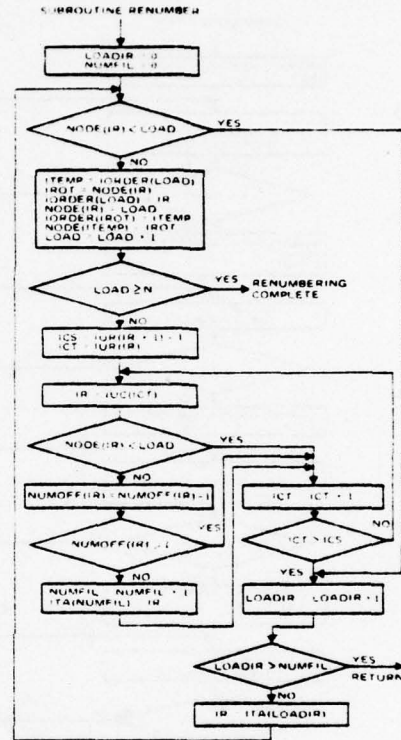 SUBROUTINE RENUMBER
LOADIR = 0
NUMFIL = 0
NODE(IR) < LOAD
YES
NO
ITEMP = IORDER(LOAD)
IROT = NODE(IR)
IORDER(LOAD) = IR
NODE(IR) = LOAD
IORDER(IROT) = ITEMP
NODE(ITEMP) = IROT
LOAD = LOAD + 1
LOAD ≥ N
YES
RENUMBERING
COMPLETE
NO
ICS = IUR(IR + 1) - 1
ICT = IUR(IR)
IR = IUC(ICT)
NODE(IR) < LOAD
YES
NO
NUMOFF(IR) = NUMOFF(IR) - 1
ICT = ICT + 1
YES
NO
NUMOFF(IR)
ICT > ICS
NO
YES
NUMFIL = NUMFIL + 1
ITA(NUMFIL) = IR
LOADIR = LOADIR + 1
LOADIR > NUMFIL
YES
RETURN
NO
IR = ITA(LOADIR)